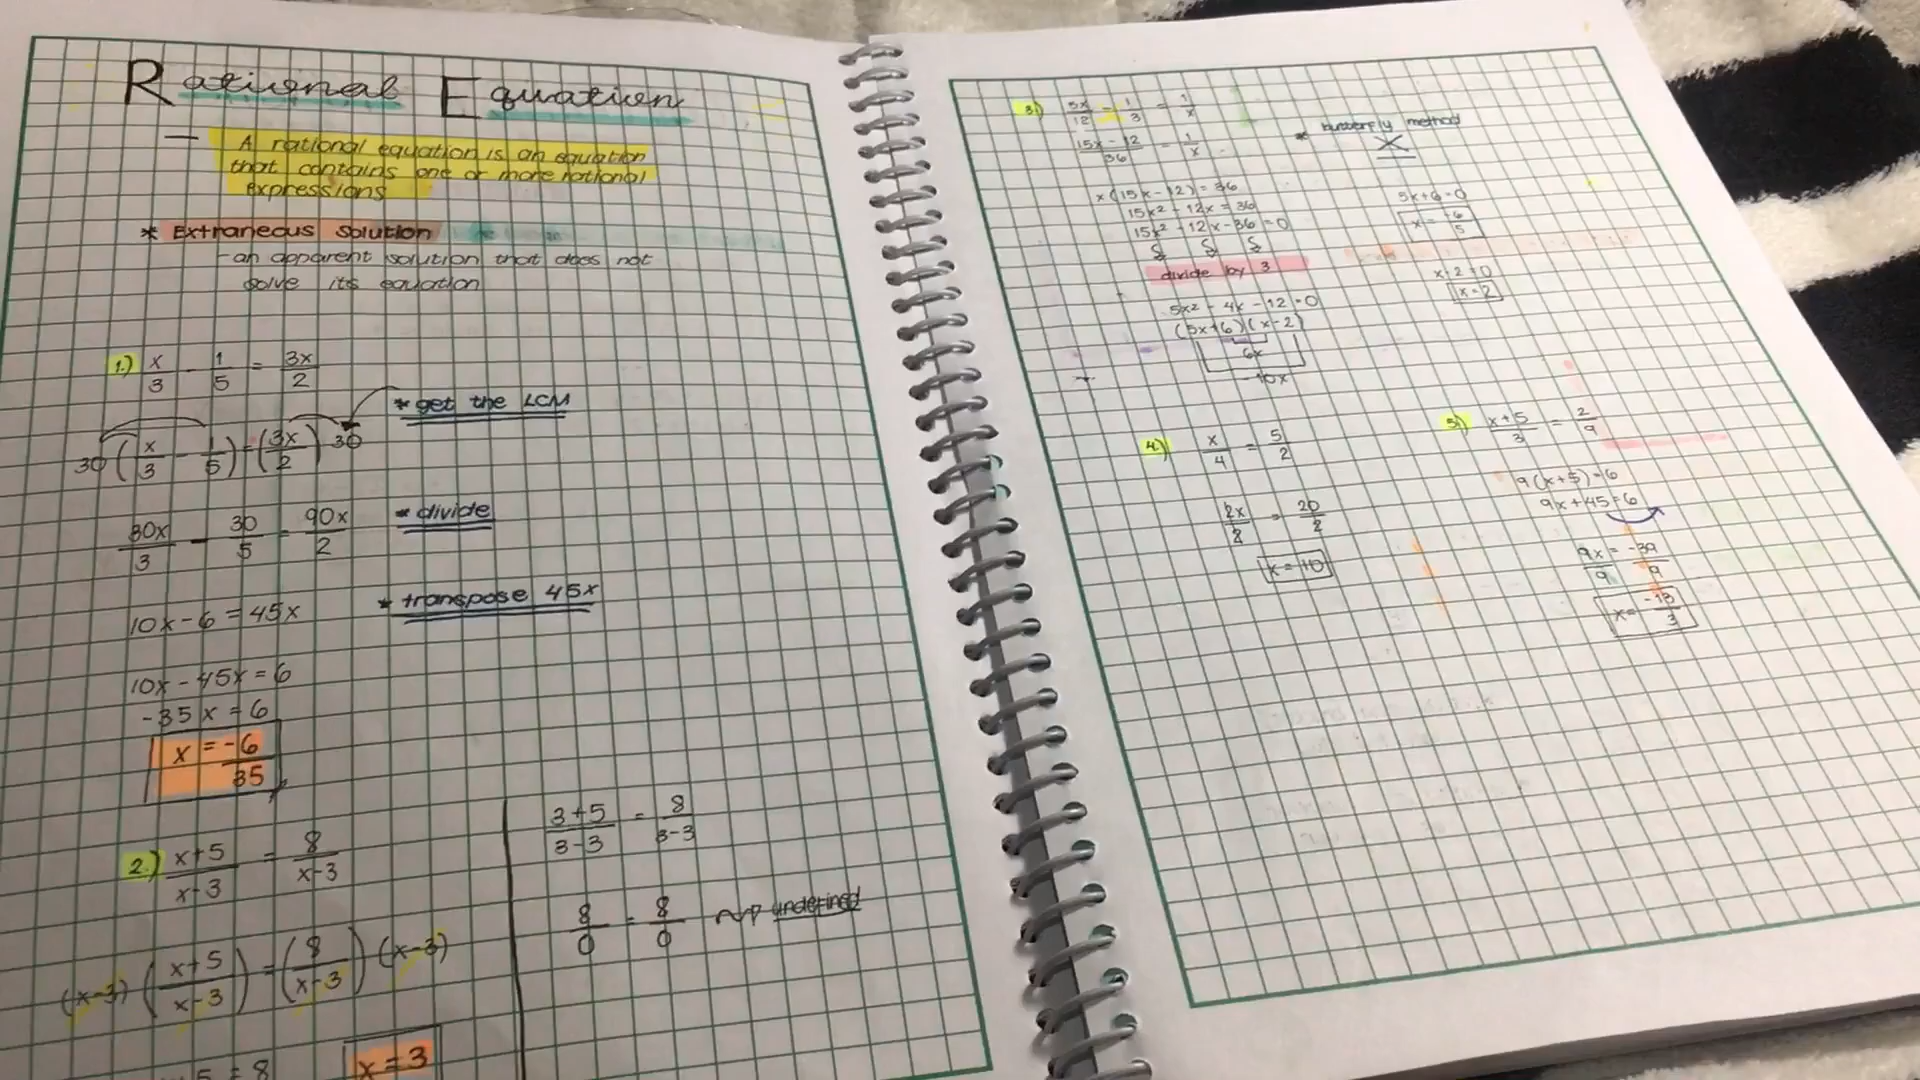 Rational Equation
— A rational equation is an equation
that contains one or more rational
expressions
* Extraneous Solution
- an apparent solution that does not
solve its equation
1.) x/3 - 1/5 = 3x/2
* get the LCM
30 (x/3 - 1/5) = (3x/2) 30
30x/3 - 30/5 = 90x/2
* divide
10x - 6 = 45x
* transpose 45x
10x - 45x = 6
-35x = 6
x = -6/35
2.) x+5/x-3 = 8/x-3
(x-3) (x+5/x-3) = (8/x-3) (x-3)
5 = 8
x = 3
3+5/3-3 = 8/3-3
8/0 = 8/0 ~> undefined
3.) 5x/12 - 1/3 = 1/x
* butterfly method
15x - 12/36 = 1/x
x(15x - 12) = 36
15x² - 12x = 36
15x² - 12x - 36 = 0
divide by 3
5x² - 4x - 12 = 0
(5x+6)(x-2)
6x
-10x
5x+6=0
x = -6/5
x-2=0
x=2
4.) x/4 = 5/2
2x/2 = 20/2
x = 10
5.) x+5/3 = 2/9
9(x+5) = 6
9x+45 = 6
9x/9 = -39/9
x = -13/3